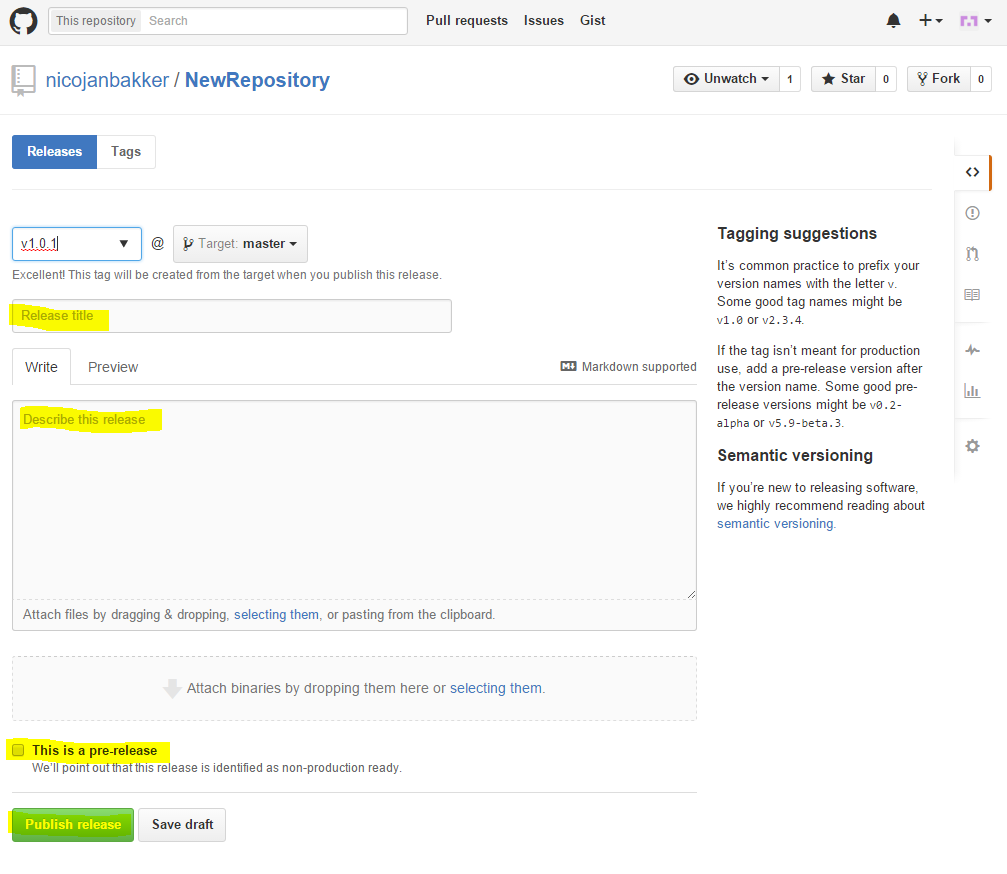 This repository Search Pull requests Issues Gist
nicojanbakker / NewRepository Unwatch 1 Star 0 Fork 0
Releases Tags
v1.0.1 @ Target: master
Excellent! This tag will be created from the target when you publish this release.
Release title
Write Preview Markdown supported
Describe this release
Attach files by dragging & dropping, selecting them, or pasting from the clipboard.
Attach binaries by dropping them here or selecting them.
This is a pre-release
We'll point out that this release is identified as non-production ready.
Publish release Save draft
Tagging suggestions
It's common practice to prefix your
version names with the letter v.
Some good tag names might be
v1.0 or v2.3.4.
If the tag isn't meant for production
use, add a pre-release version after
the version name. Some good pre-
release versions might be v0.2-
alpha or v5.9-beta.3.
Semantic versioning
If you're new to releasing software,
we highly recommend reading about
semantic versioning.